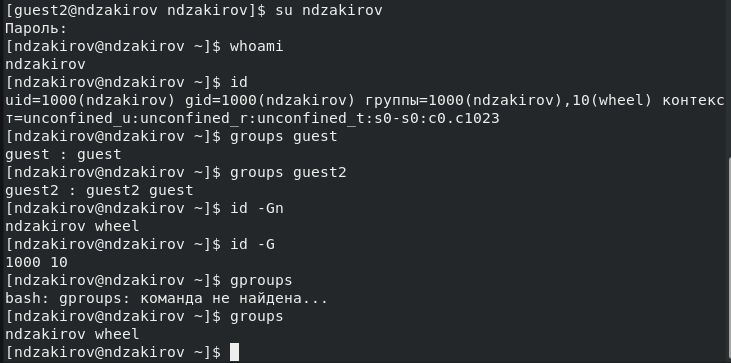 [guest2@ndzakirov ndzakirov]$ su ndzakirov
Пароль:
[ndzakirov@ndzakirov ~]$ whoami
ndzakirov
[ndzakirov@ndzakirov ~]$ id
uid=1000(ndzakirov) gid=1000(ndzakirov) группы=1000(ndzakirov),10(wheel) контекс
т=unconfined_u:unconfined_r:unconfined_t:s0-s0:c0.c1023
[ndzakirov@ndzakirov ~]$ groups guest
guest : guest
[ndzakirov@ndzakirov ~]$ groups guest2
guest2 : guest2 guest
[ndzakirov@ndzakirov ~]$ id -Gn
ndzakirov wheel
[ndzakirov@ndzakirov ~]$ id -G
1000 10
[ndzakirov@ndzakirov ~]$ gproups
bash: gproups: команда не найдена...
[ndzakirov@ndzakirov ~]$ groups
ndzakirov wheel
[ndzakirov@ndzakirov ~]$